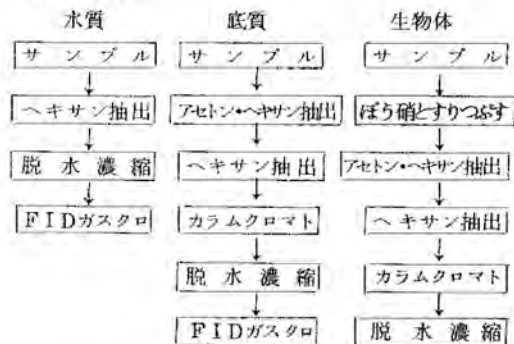 水質
サンプル
ヘキサン抽出
脱水濃縮
FIDガスクロ
底質
サンプル
アセトン・ヘキサン抽出
ヘキサン抽出
カラムクロマト
脱水濃縮
FIDガスクロ
生物体
サンプル
ぼう硝とすりつぶす
アセトン・ヘキサン抽出
ヘキサン抽出
カラムクロマト
脱水濃縮